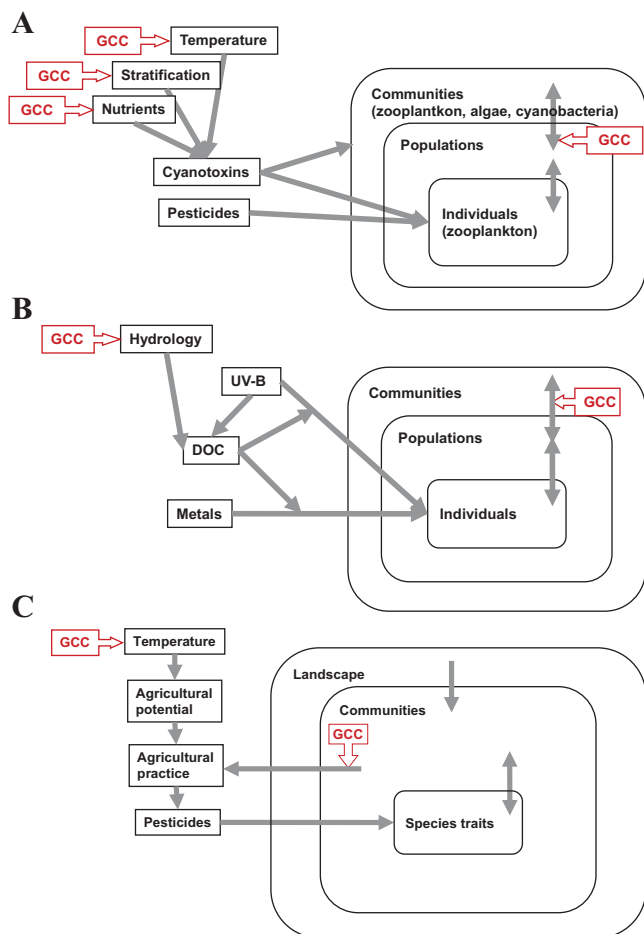 A
GCC
Temperature
GCC
Stratification
GCC
Nutrients
Cyanotoxins
Pesticides
Communities
(zooplantkon, algae, cyanobacteria)
Populations
GCC
Individuals
(zooplankton)
B
GCC
Hydrology
UV-B
DOC
Metals
Communities
GCC
Populations
Individuals
C
GCC
Temperature
Agricultural
potential
Agricultural
practice
Pesticides
Landscape
Communities
GCC
Species traits